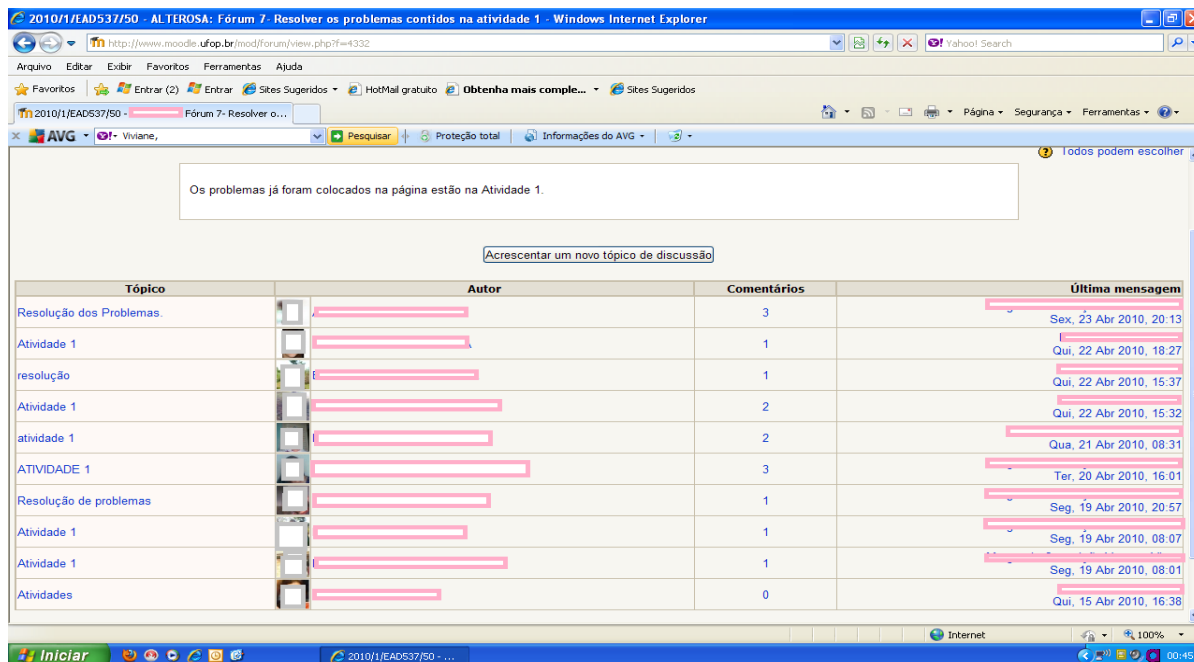 2010/1/EAD537/50 - ALTEROSA: Fórum 7- Resolver os problemas contidos na atividade 1 - Windows Internet Explorer
http://www.moodle.ufop.br/mod/forum/view.php?f=4332 Yahoo! Search
Arquivo Editar Exibir Favoritos Ferramentas Ajuda
Favoritos Entrar (2) Entrar Sites Sugeridos HotMail gratuito Obtenha mais comple... Sites Sugeridos
2010/1/EAD537/50 - Fórum 7- Resolver o... Página Segurança Ferramentas
AVG Viviane, Pesquisar Proteção total Informações do AVG
Todos podem escolher
Os problemas já foram colocados na página estão na Atividade 1.
Acrescentar um novo tópico de discussão
Tópico Autor Comentários Última mensagem
Resolução dos Problemas. 3
Sex, 23 Abr 2010, 20:13
Atividade 1 1
Qui, 22 Abr 2010, 18:27
resolução 1
Qui, 22 Abr 2010, 15:37
Atividade 1 2
Qui, 22 Abr 2010, 15:32
atividade 1 2
Qua, 21 Abr 2010, 08:31
ATIVIDADE 1 3
Ter, 20 Abr 2010, 16:01
Resolução de problemas 1
Seg, 19 Abr 2010, 20:57
Atividade 1 1
Seg, 19 Abr 2010, 08:07
Atividade 1 1
Seg, 19 Abr 2010, 08:01
Atividades 0
Qui, 15 Abr 2010, 16:38
Internet 100%
Iniciar 2010/1/EAD537/50 - ... 00:45